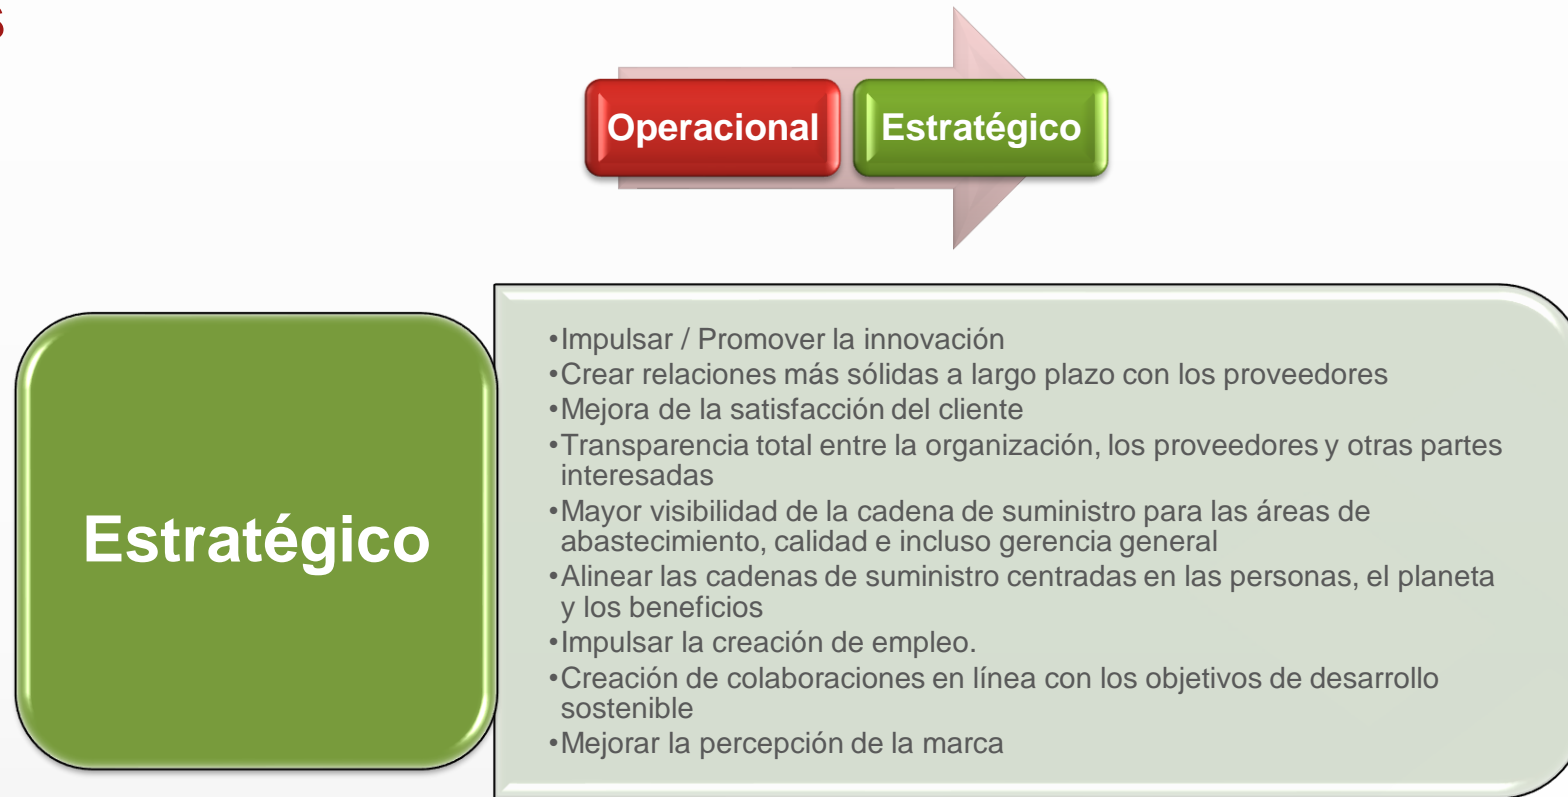 s
Operacional
Estratégico
Estratégico
•Impulsar / Promover la innovación
•Crear relaciones más sólidas a largo plazo con los proveedores
•Mejora de la satisfacción del cliente
•Transparencia total entre la organización, los proveedores y otras partes
interesadas
•Mayor visibilidad de la cadena de suministro para las áreas de
abastecimiento, calidad e incluso gerencia general
•Alinear las cadenas de suministro centradas en las personas, el planeta
y los beneficios
•Impulsar la creación de empleo.
•Creación de colaboraciones en línea con los objetivos de desarrollo
sostenible
•Mejorar la percepción de la marca